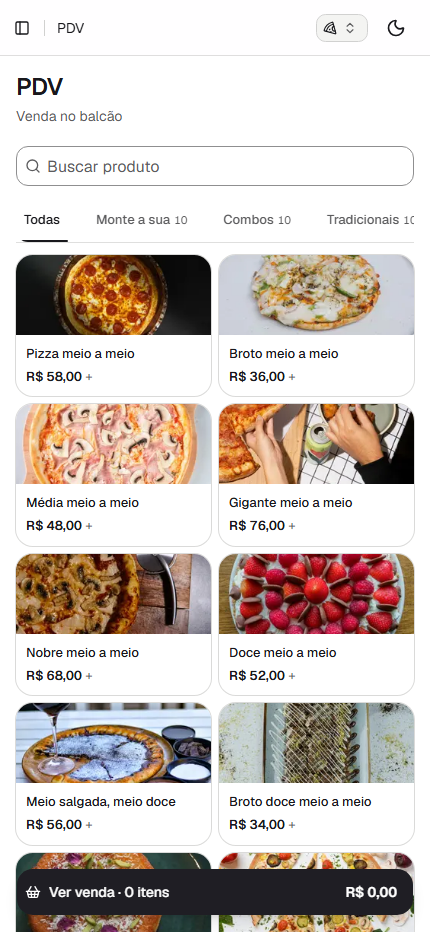 PDV
PDV
Venda no balcão
Buscar produto
Todas
Monte a sua 10
Combos 10
Tradicionais 10
Pizza meio a meio
R$ 58,00 +
Broto meio a meio
R$ 36,00 +
Média meio a meio
R$ 48,00 +
Gigante meio a meio
R$ 76,00 +
Nobre meio a meio
R$ 68,00 +
Doce meio a meio
R$ 52,00 +
Meio salgada, meio doce
R$ 56,00 +
Broto doce meio a meio
R$ 34,00 +
Ver venda · 0 itens
R$ 0,00